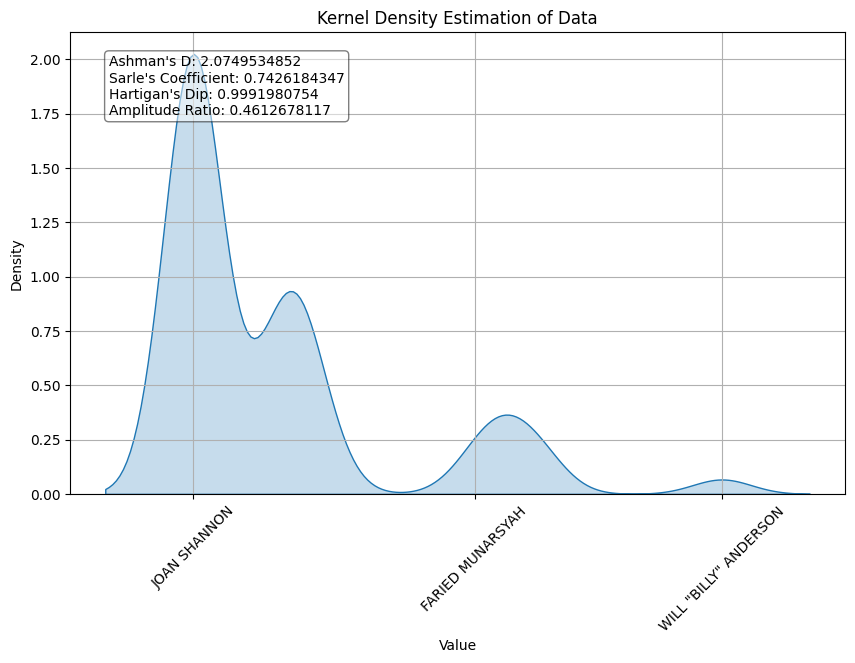 Kernel Density Estimation of Data
Ashman's D: 2.0749534852
Sarle's Coefficient: 0.7426184347
Hartigan's Dip: 0.9991980754
Amplitude Ratio: 0.4612678117
2.00
1.75
1.50
1.25
1.00
0.75
0.50
0.25
0.00
Density
JOAN SHANNON
FARIED MUNARSYAH
WILL "BILLY" ANDERSON
Value